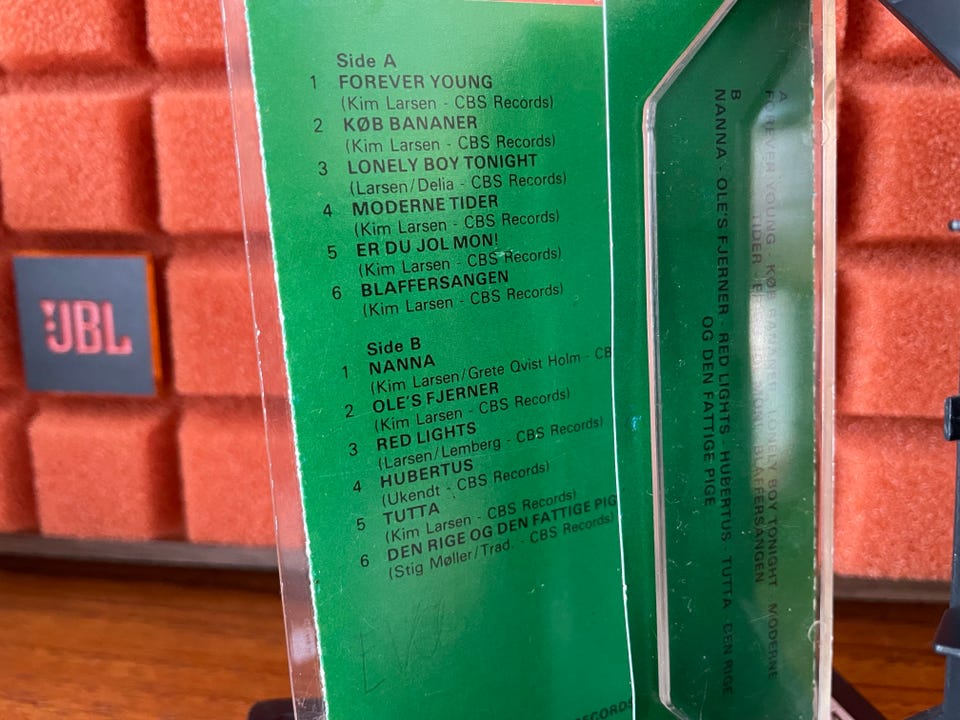 Side A
1 FOREVER YOUNG
(Kim Larsen - CBS Records)
2 KØB BANANER
(Kim Larsen - CBS Records)
3 LONELY BOY TONIGHT
(Larsen/Delia - CBS Records)
4 MODERNE TIDER
(Kim Larsen - CBS Records)
5 ER DU JOL MON!
(Kim Larsen - CBS Records)
6 BLAFFERSANGEN
(Kim Larsen - CBS Records)
Side B
1 NANNA
(Kim Larsen/Grete Qvist Holm - CB
2 OLE'S FJERNER
(Kim Larsen - CBS Records)
3 RED LIGHTS
(Larsen/Lemberg - CBS Records)
4 HUBERTUS
(Ukendt - CBS Records)
5 TUTTA
(Kim Larsen - CBS Records)
6 DEN RIGE OG DEN FATTIGE PIG
(Stig Møller/Trad. - CBS Records)
RECORDS
A
FOREVER YOUNG · KØB BANANER · LONELY BOY TONIGHT · MODERNE
TIDER · BLAFFERSANGEN
B
NANNA · OLE'S FJERNER · RED LIGHTS · HUBERTUS · TUTTA · DEN RIGE
OG DEN FATTIGE PIGE
JBL